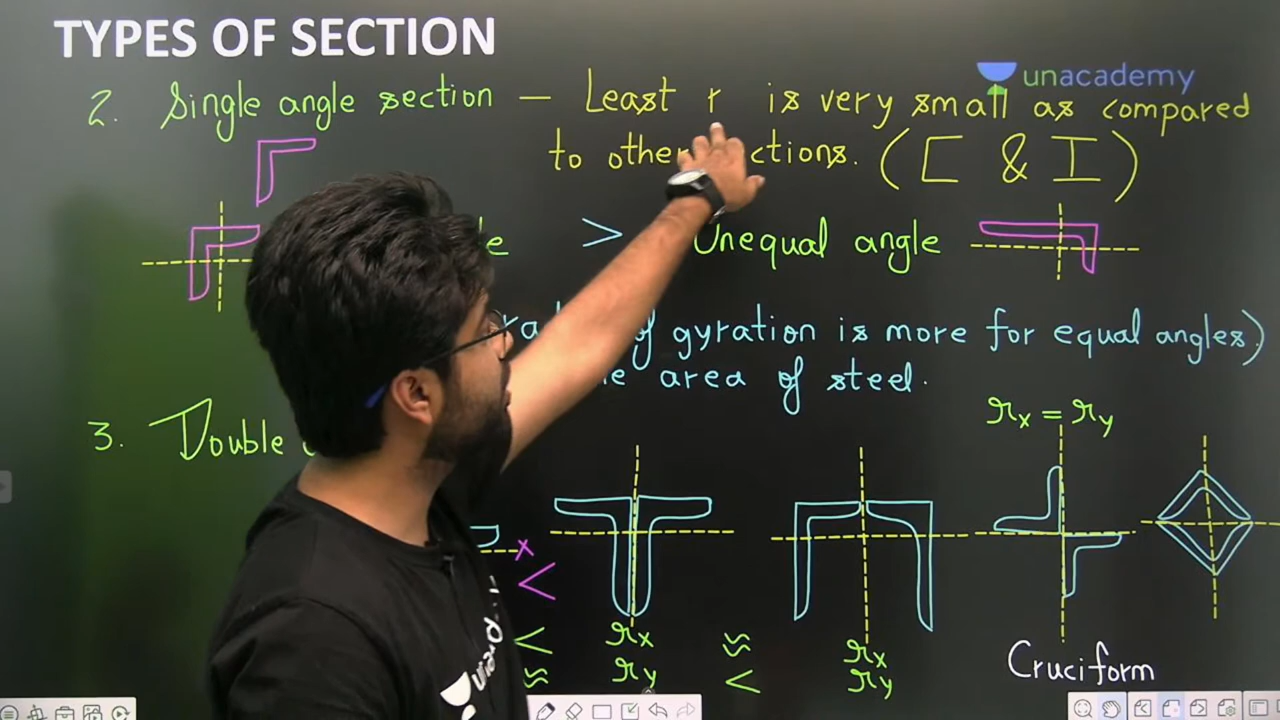 TYPES OF SECTION
unacademy
2. Single angle section — Least r is very small as compared
to other sections. ( [ & I )
> Unequal angle
of gyration is more for equal angles)
area of steel.
3. Double
rx = ry
x
<
< rx ≈ rx
≈ ry < ry
Cruciform